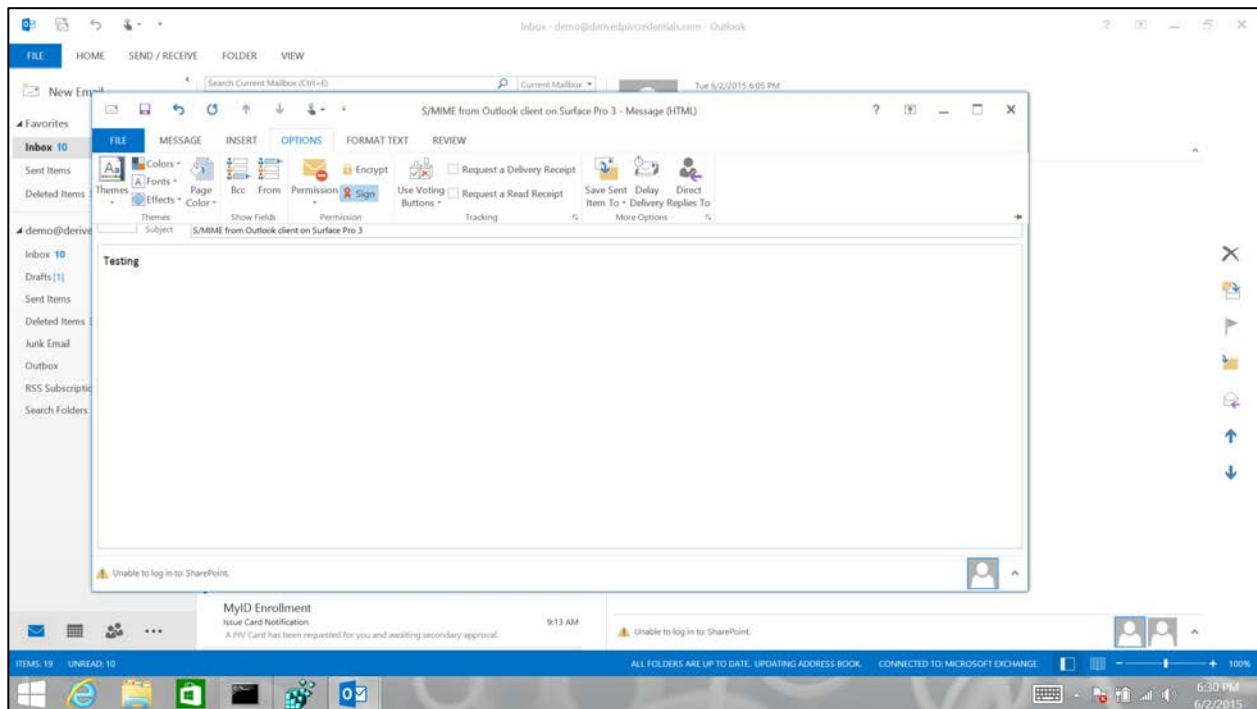 Inbox - demo@derivedpivcredentials.com - Outlook
FILE HOME SEND / RECEIVE FOLDER VIEW
New Email
Search Current Mailbox (Ctrl+E) Current Mailbox
Tue 6/2/2015 6:05 PM
S/MIME from Outlook client on Surface Pro 3 - Message (HTML)
FILE MESSAGE INSERT OPTIONS FORMAT TEXT REVIEW
Themes
Colors
Fonts
Effects
Page Color
Themes
Bcc From
Show Fields
Permission
Encrypt
Sign
Permission
Use Voting Buttons
Request a Delivery Receipt
Request a Read Receipt
Tracking
Save Sent Item To
Delay Delivery
Direct Replies To
More Options
Subject S/MIME from Outlook client on Surface Pro 3
Testing
Unable to log in to: SharePoint.
Favorites
Inbox 10
Sent Items
Deleted Items
demo@derive
Inbox 10
Drafts [1]
Sent Items
Deleted Items
Junk Email
Outbox
RSS Subscriptio
Search Folders
MyID Enrollment
Issue Card Notification 9:13 AM
A PIV Card has been requested for you and awaiting secondary approval.
Unable to log in to: SharePoint.
ITEMS: 19 UNREAD: 10
ALL FOLDERS ARE UP TO DATE. UPDATING ADDRESS BOOK. CONNECTED TO: MICROSOFT EXCHANGE 100%
6:30 PM
6/2/2015